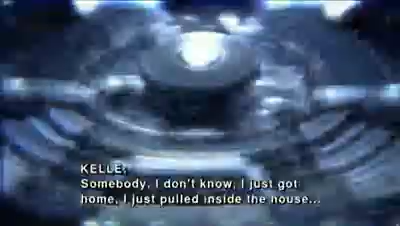 KELLE:
Somebody, I don't know, I just got
home, I just pulled inside the house...